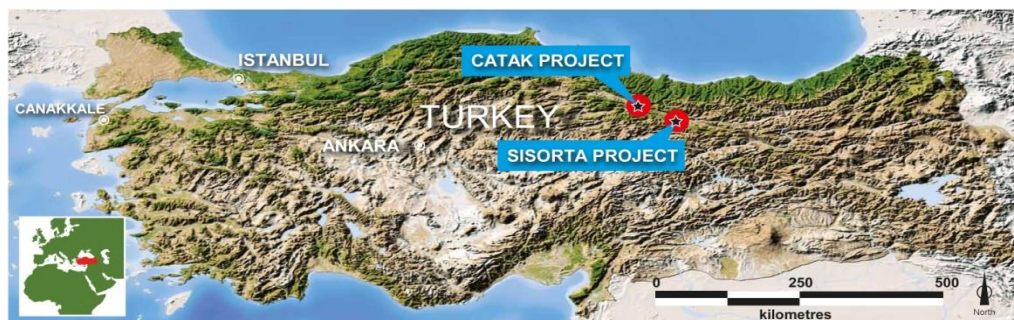 ISTANBUL
CATAK PROJECT
CANAKKALE
TURKEY
ANKARA
SISORTA PROJECT
0 250 500
kilometres
North